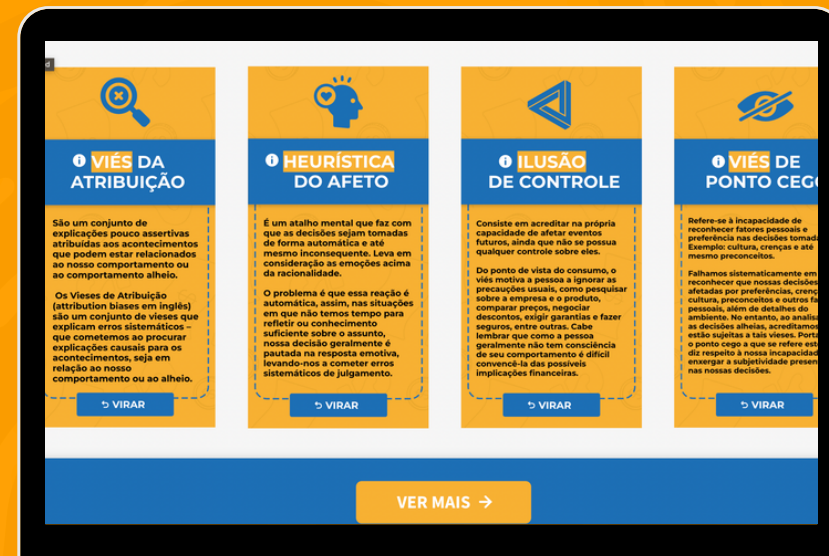 VIÉS DA
ATRIBUIÇÃO
São um conjunto de
explicações pouco assertivas
atribuídas aos acontecimentos
que podem estar relacionados
ao nosso comportamento ou
ao comportamento alheio.
Os Vieses de Atribuição
(attribution biases em inglês)
são um conjunto de vieses que
explicam erros sistemáticos –
que cometemos ao procurar
explicações causais para os
acontecimentos, seja em
relação ao nosso
comportamento ou ao alheio.
VIRAR
HEURÍSTICA
DO AFETO
É um atalho mental que faz com
que as decisões sejam tomadas
de forma automática e até
mesmo inconsequente. Leva em
consideração as emoções acima
da racionalidade.
O problema é que essa reação é
automática, assim, nas situações
em que não temos tempo para
refletir ou conhecimento
suficiente sobre o assunto,
nossa decisão geralmente é
pautada na resposta emotiva,
levando-nos a cometer erros
sistemáticos de julgamento.
VIRAR
ILUSÃO
DE CONTROLE
Consiste em acreditar na própria
capacidade de afetar eventos
futuros, ainda que não se possua
qualquer controle sobre eles.
Do ponto de vista do consumo, o
viés motiva a pessoa a ignorar as
precauções usuais, como pesquisar
sobre a empresa e o produto,
comparar preços, negociar
descontos, exigir garantias e fazer
seguros, entre outras. Cabe
lembrar que como a pessoa
geralmente não tem consciência
de seu comportamento é difícil
convencê-la das possíveis
implicações financeiras.
VIRAR
VIÉS DE
PONTO
Refere-se à incapacidade de
reconhecer fatores pessoais e
preferência nas decisões
Exemplo: cultura, crenças e até
mesmo preconceitos.
Falhamos sistematicamente em
reconhecer que nossas decisões
afetadas por preferências,
cultura, preconceitos e outros
pessoais, além de detalhes do
ambiente. No entanto, ao
as decisões alheias, acreditamos
estão sujeitas a tais vieses.
o ponto cego a que se refere
diz respeito à nossa
enxergar a subjetividade
nas nossas decisões.
VIRAR
VER MAIS